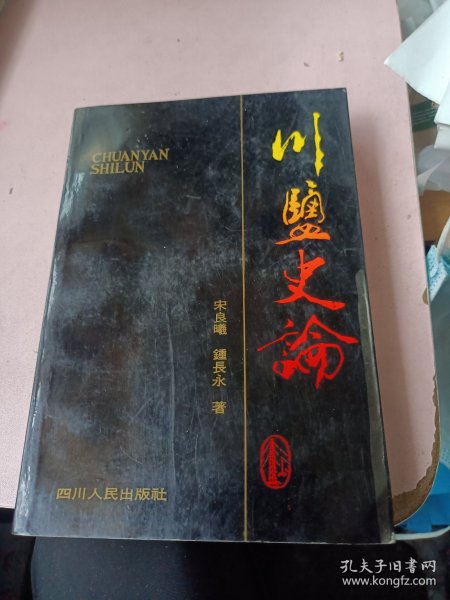 CHUANYAN
SHILUN
川鹽史論
宋良曦 鍾長永 著
四川人民出版社
孔夫子旧书网
www.kongfz.com